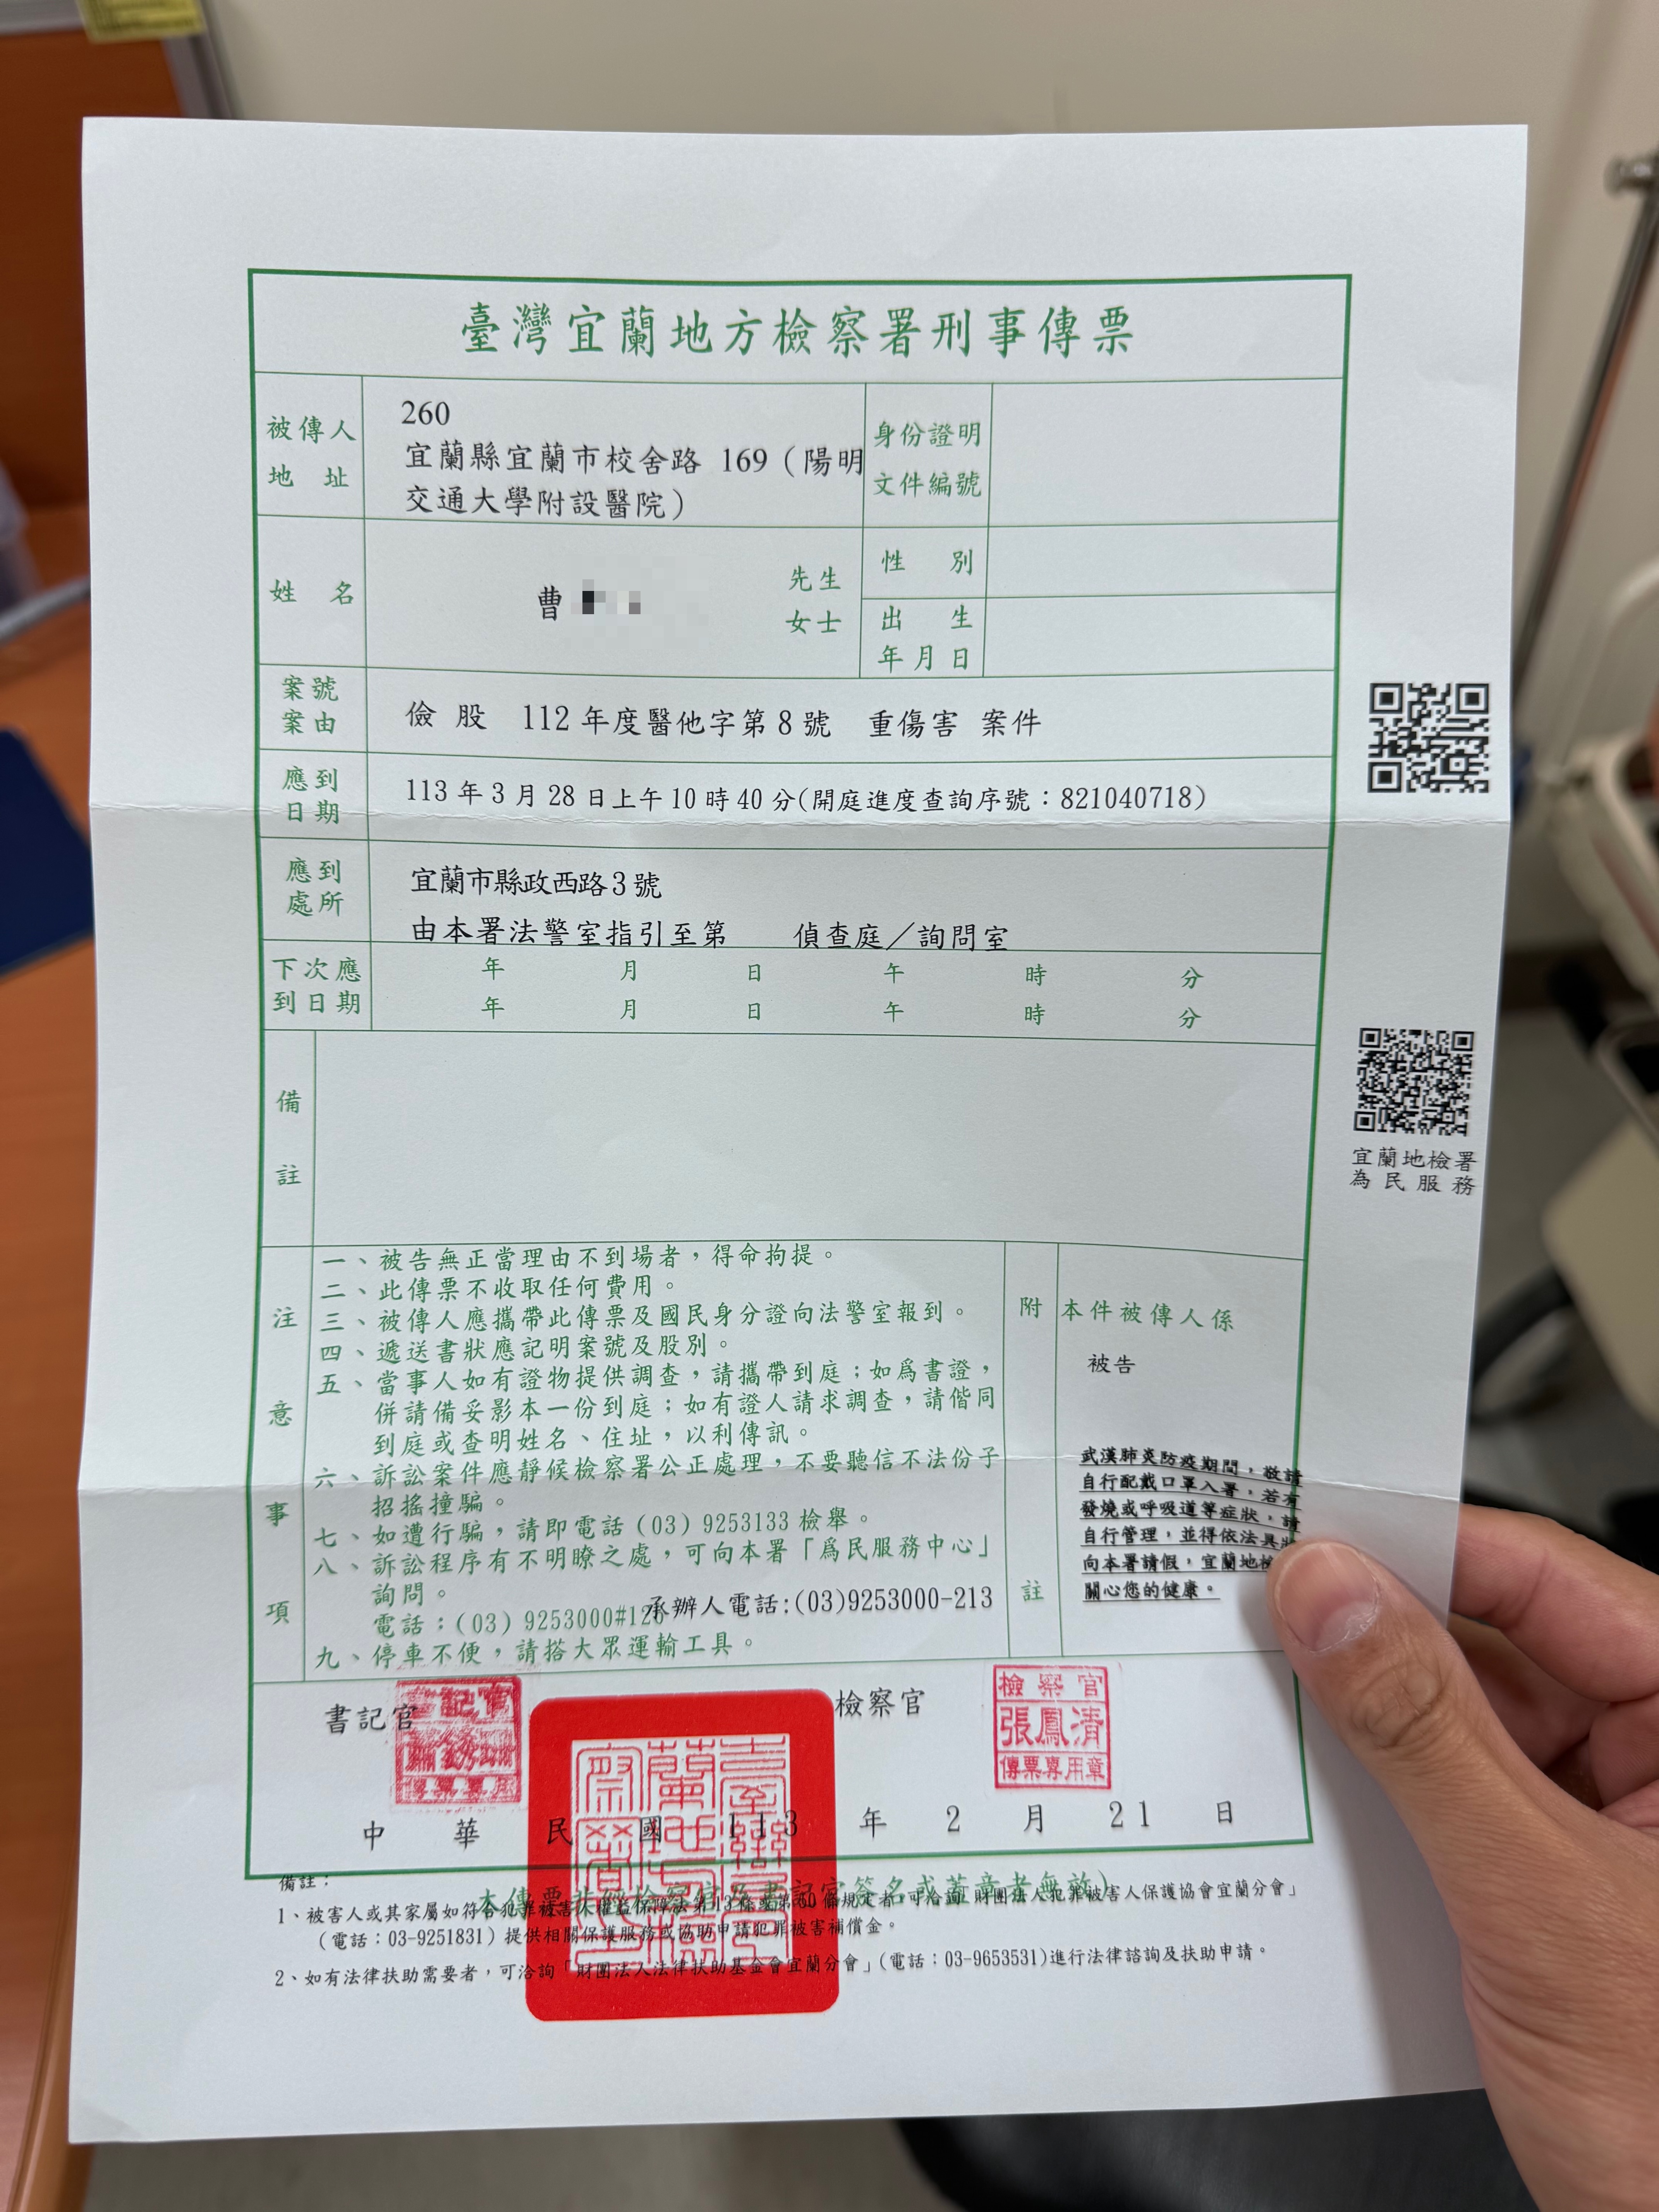 臺灣宜蘭地方檢察署刑事傳票
被傳人
地 址
260
宜蘭縣宜蘭市校舍路 169（陽明
交通大學附設醫院）
身份證明
文件編號
姓 名
曹
先生
女士
性 別
出 生
年月日
案號
案由
儉 股 112 年度醫他字第 8 號 重傷害 案件
應到
日期
113 年 3 月 28 日上午 10 時 40 分(開庭進度查詢序號：821040718)
應到
處所
宜蘭市縣政西路3號
由本署法警室指引至第 偵查庭／詢問室
下次應
到日期
年 月 日 午 時 分
年 月 日 午 時 分
備
註
宜蘭地檢署
為民服務
注
意
事
項
一、被告無正當理由不到場者，得命拘提。
二、此傳票不收取任何費用。
三、被傳人應攜帶此傳票及國民身分證向法警室報到。
四、遞送書狀應記明案號及股別。
五、當事人如有證物提供調查，請攜帶到庭；如爲書證，
併請備妥影本一份到庭；如有證人請求調查，請偕同
到庭或查明姓名、住址，以利傳訊。
六、訴訟案件應靜候檢察署公正處理，不要聽信不法份子
招搖撞騙。
七、如遭行騙，請即電話（03）9253133 檢舉。
八、訴訟程序有不明瞭之處，可向本署「爲民服務中心」
詢問。
電話：(03) 9253000#12
承辦人電話:(03)9253000-213
九、停車不便，請搭大眾運輸工具。
附
註
本件被傳人係
被告
武漢肺炎防疫期間，敬請
自行配戴口罩入署，若有
發燒或呼吸道等症狀，請
自行管理，並得依法具狀
向本署請假，宜蘭地檢
關心您的健康。
書記官
書記官
檢察官
檢察官
張鳳清
傳票專用章
中 華 民 國 113 年 2 月 21 日
本傳票非經檢察官及書記官簽名或蓋章者無效）
備註：
1、被害人或其家屬如符合犯罪被害人權益保障法第13條或第50條規定者，可洽詢「財團法人犯罪被害人保護協會宜蘭分會」
（電話：03-9251831）提供相關保護服務或協助申請犯罪被害補償金。
2、如有法律扶助需要者，可洽詢「財團法人法律扶助基金會宜蘭分會」(電話：03-9653531)進行法律諮詢及扶助申請。